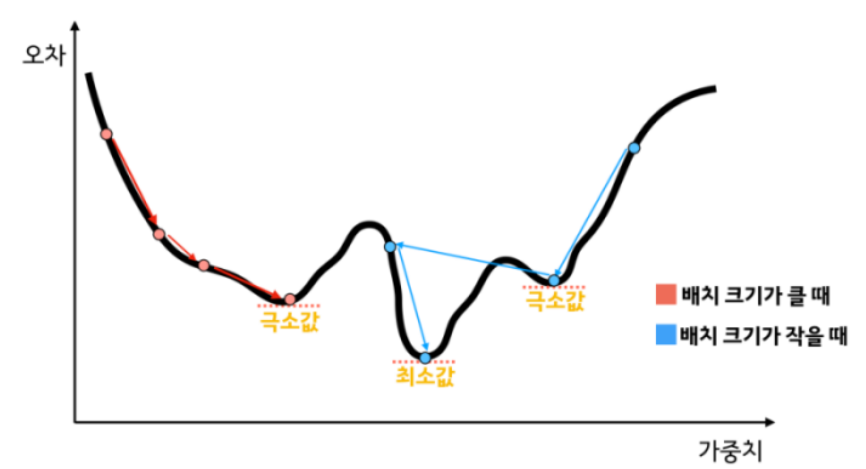 오차
극소값
최소값
극소값
배치 크기가 클 때
배치 크기가 작을 때
가중치